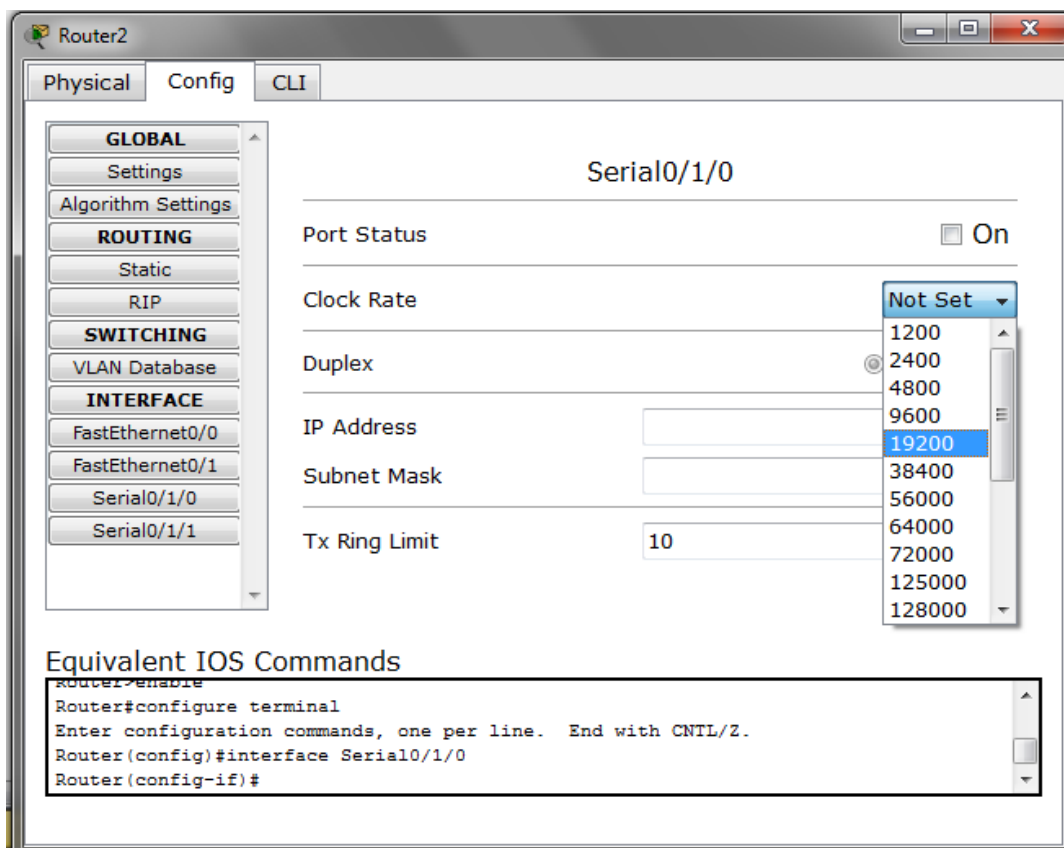 Router2
Physical Config CLI
GLOBAL
Settings
Algorithm Settings
ROUTING
Static
RIP
SWITCHING
VLAN Database
INTERFACE
FastEthernet0/0
FastEthernet0/1
Serial0/1/0
Serial0/1/1
Serial0/1/0
Port Status On
Clock Rate Not Set
1200
2400
4800
9600
19200
38400
56000
64000
72000
125000
128000
Duplex
IP Address
Subnet Mask
Tx Ring Limit 10
Equivalent IOS Commands
Router>enable
Router#configure terminal
Enter configuration commands, one per line. End with CNTL/Z.
Router(config)#interface Serial0/1/0
Router(config-if)#